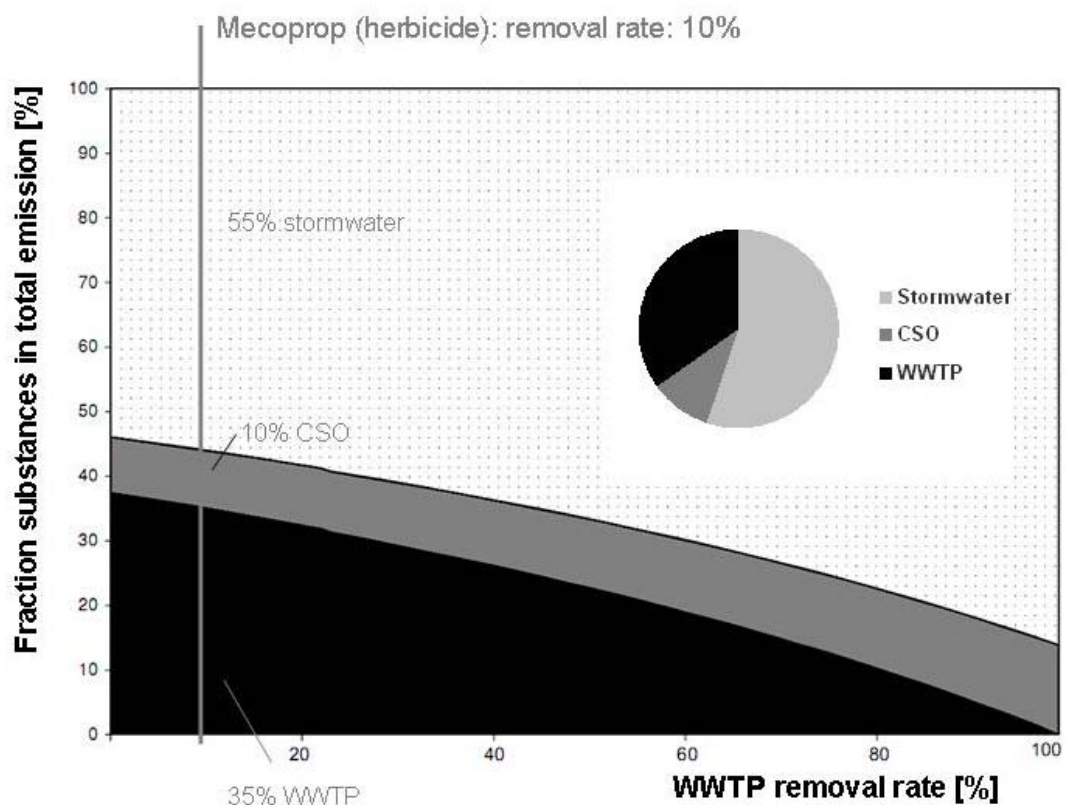 Mecoprop (herbicide): removal rate: 10%
Fraction substances in total emission [%]
100
90
80
70
60
50
40
30
20
10
0
55% stormwater
10% CSO
35% WWTP
Stormwater
CSO
WWTP
20
40
60
80
100
WWTP removal rate [%]